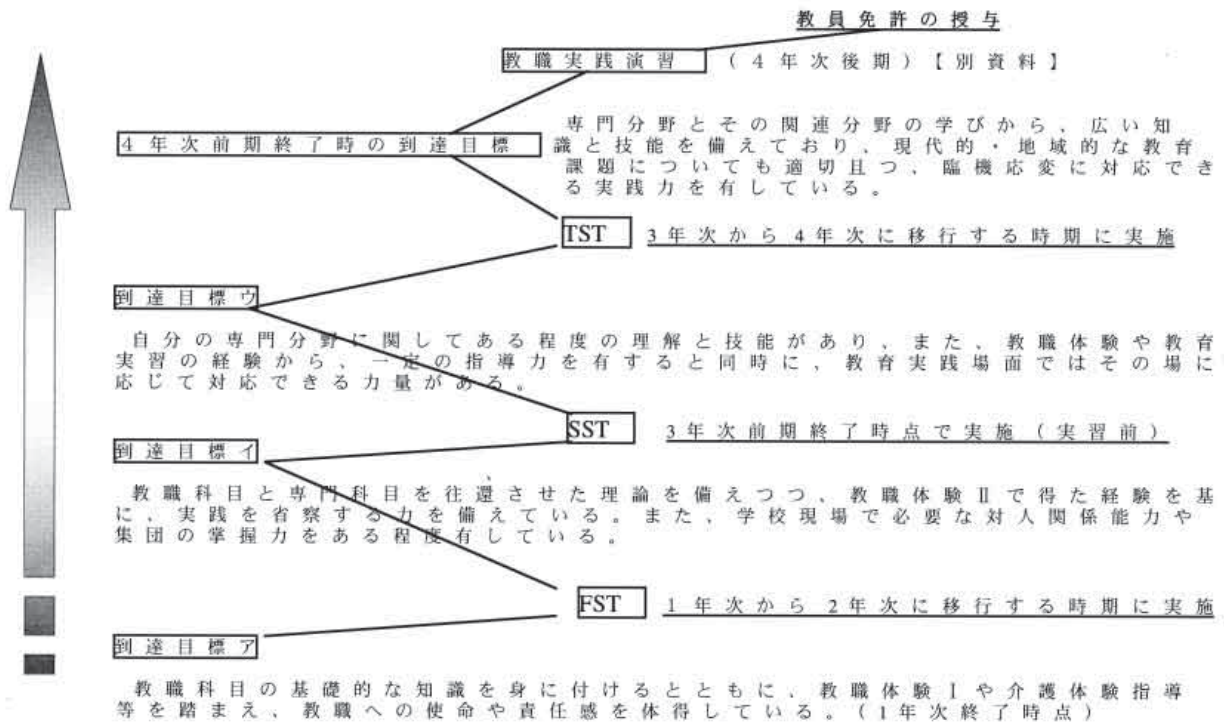 教員免許の授与
教職実践演習 (4年次後期)【別資料】
4年次前期終了時の到達目標
専門分野とその関連分野の学びから、広い知
識と技能を備えており、現代的・地域的な教育
課題についても適切且つ、臨機応変に対応でき
る実践力を有している。
TST 3年次から4年次に移行する時期に実施
到達目標ウ
自分の専門分野に関してある程度の理解と技能があり、また、教職体験や教育
実習の経験から、一定の指導力を有すると同時に、教育実践場面ではその場に
応じて対応できる力量がある。
SST 3年次前期終了時点で実施(実習前)
到達目標イ
教職科目と専門科目を往還させた理論を備えつつ、教職体験Ⅱで得た経験を基
に、実践を省察する力を備えている。また、学校現場で必要な対人関係能力や
集団の掌握力をある程度有している。
FST 1年次から2年次に移行する時期に実施
到達目標ア
教職科目の基礎的な知識を身に付けるとともに、教職体験Ⅰや介護体験指導
等を踏まえ、教職への使命や責任感を体得している。(1年次終了時点)